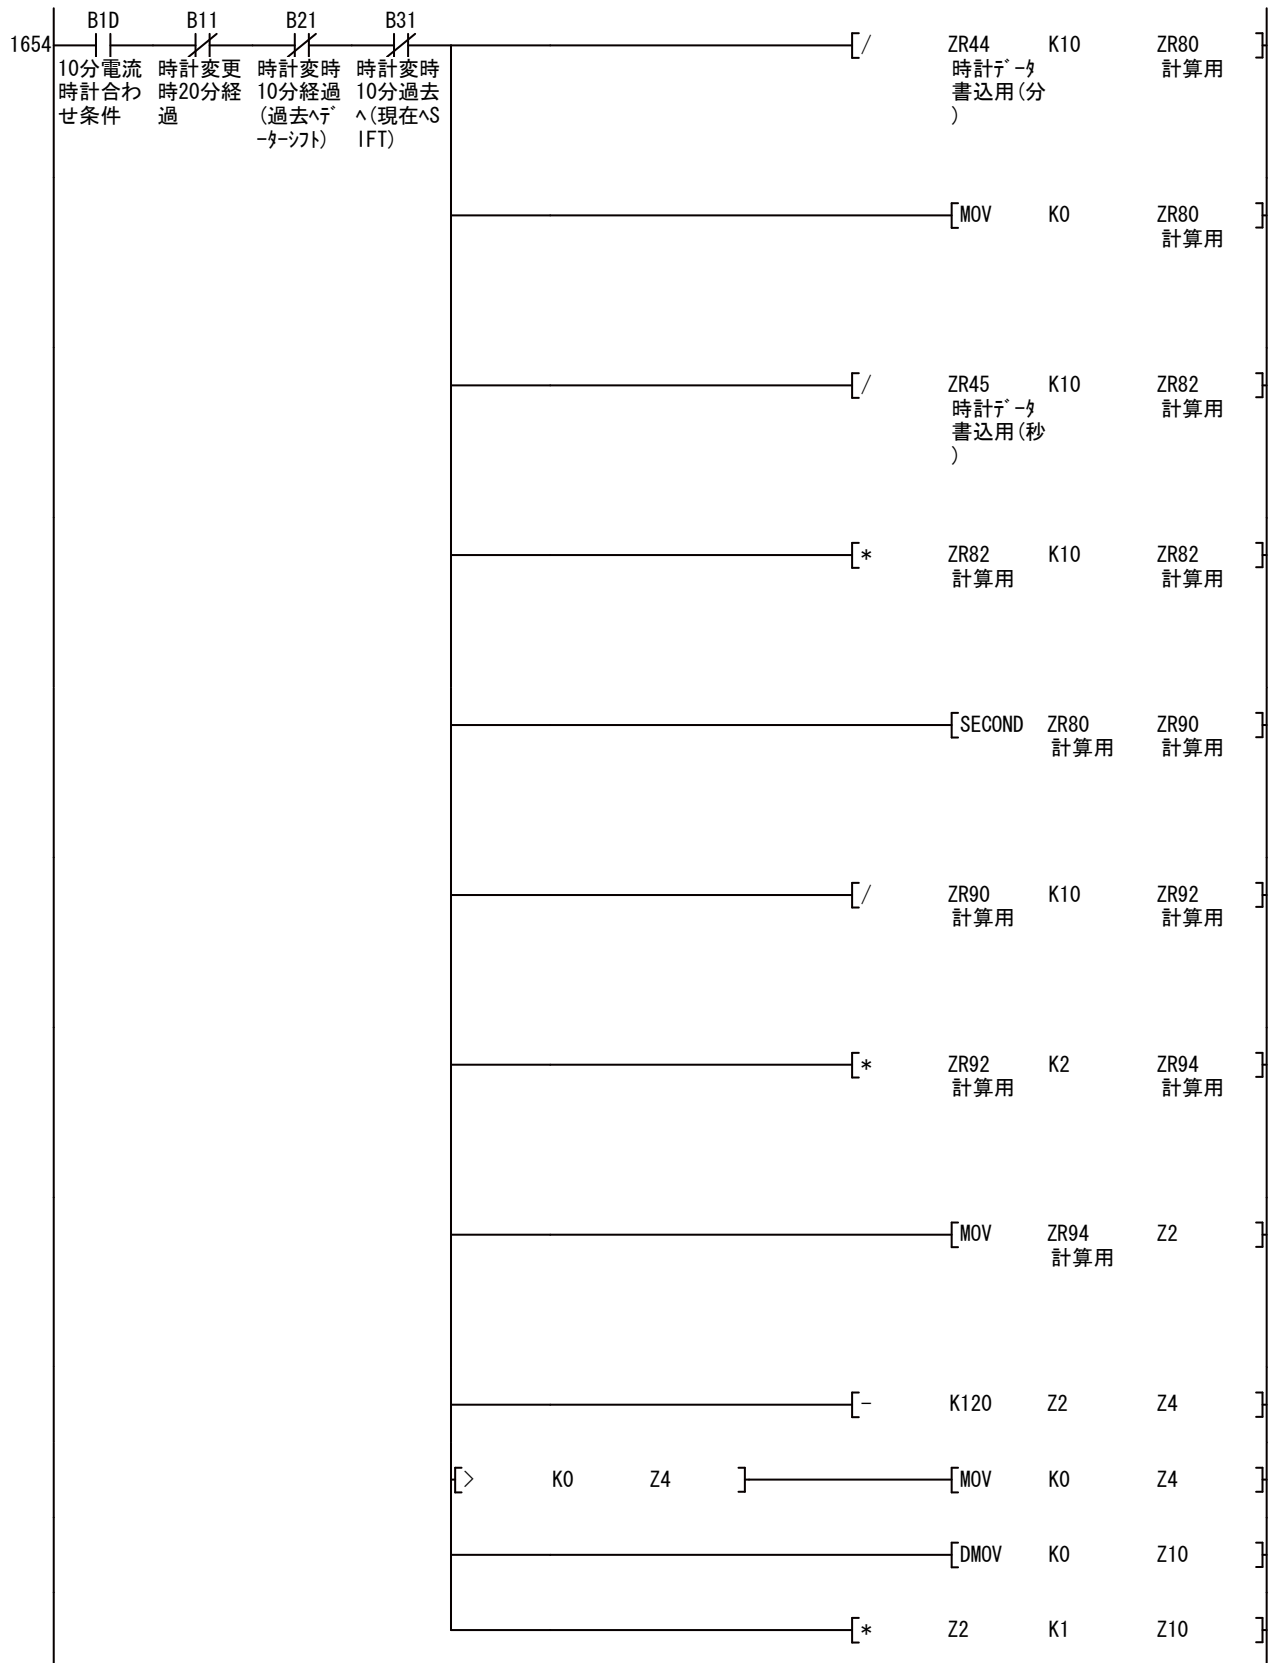 B1D B11 B21 B31
1654 [/ ZR44 K10 ZR80 ]
10分電流 時計変更 時計変時 時計変時 時計ﾃﾞｰﾀ 計算用
時計合わ 時20分経 10分経過 10分過去 書込用(分
せ条件 過 (過去ﾍﾃﾞ ﾍ(現在ﾍS )
ｰﾀｰｼﾌﾄ) IFT)
[MOV K0 ZR80 ]
計算用
[/ ZR45 K10 ZR82 ]
時計ﾃﾞｰﾀ 計算用
書込用(秒
)
[* ZR82 K10 ZR82 ]
計算用 計算用
[SECOND ZR80 ZR90 ]
計算用 計算用
[/ ZR90 K10 ZR92 ]
計算用 計算用
[* ZR92 K2 ZR94 ]
計算用 計算用
[MOV ZR94 Z2 ]
計算用
[- K120 Z2 Z4 ]
[> K0 Z4 ] [MOV K0 Z4 ]
[DMOV K0 Z10 ]
[* Z2 K1 Z10 ]